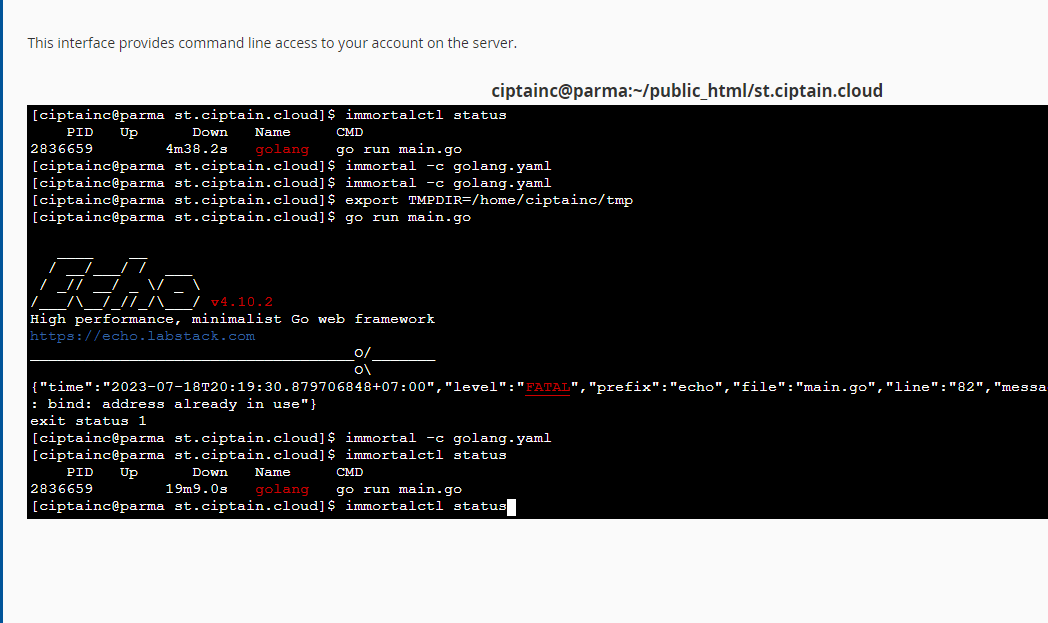 This interface provides command line access to your account on the server.
ciptainc@parma:~/public_html/st.ciptain.cloud
[ciptainc@parma st.ciptain.cloud]$ immortalctl status
PID Up Down Name CMD
2836659 4m38.2s golang go run main.go
[ciptainc@parma st.ciptain.cloud]$ immortal -c golang.yaml
[ciptainc@parma st.ciptain.cloud]$ immortal -c golang.yaml
[ciptainc@parma st.ciptain.cloud]$ export TMPDIR=/home/ciptainc/tmp
[ciptainc@parma st.ciptain.cloud]$ go run main.go
Echo v4.10.2
High performance, minimalist Go web framework
https://echo.labstack.com
____________________________________O/_______
O\
{"time":"2023-07-18T20:19:30.879706848+07:00","level":"FATAL","prefix":"echo","file":"main.go","line":"82","messa
: bind: address already in use"}
exit status 1
[ciptainc@parma st.ciptain.cloud]$ immortal -c golang.yaml
[ciptainc@parma st.ciptain.cloud]$ immortalctl status
PID Up Down Name CMD
2836659 19m9.0s golang go run main.go
[ciptainc@parma st.ciptain.cloud]$ immortalctl status